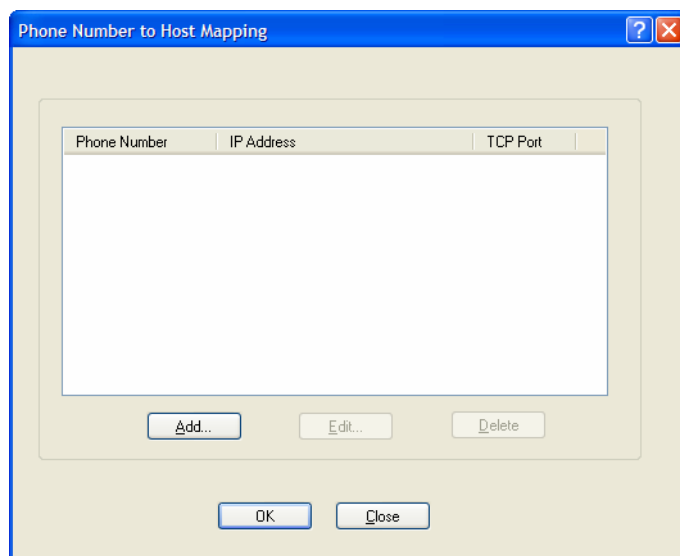 Phone Number to Host Mapping
?
Phone Number IP Address TCP Port
Add... Edit... Delete
OK Close